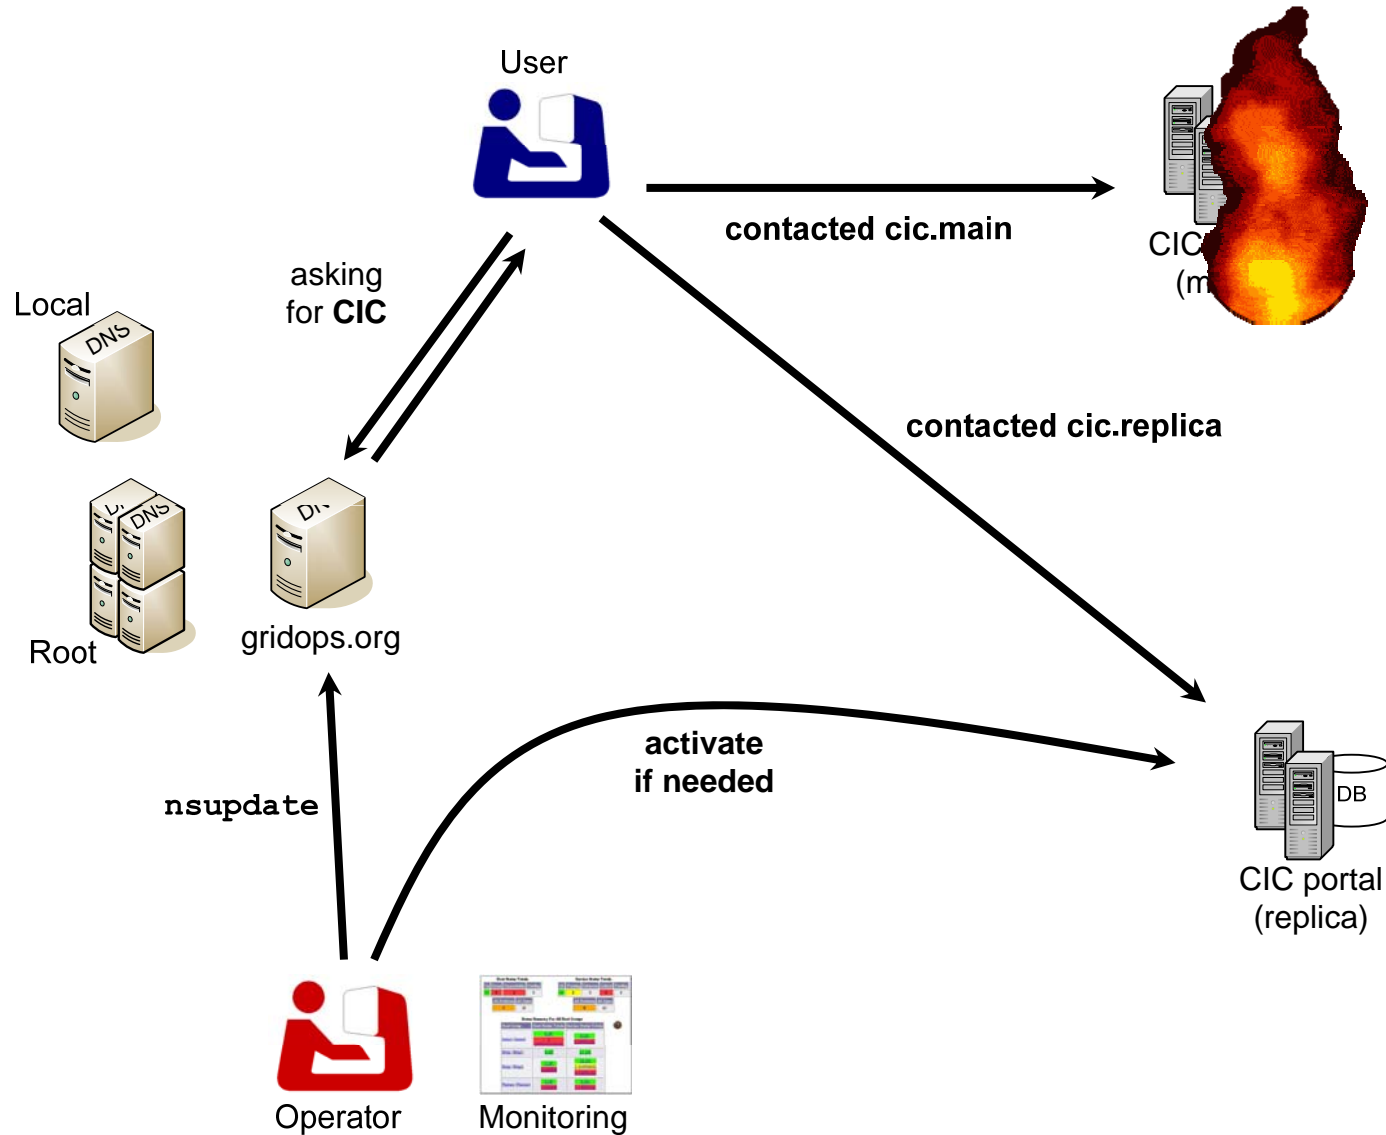 User
contacted cic.main
CIC
(m
asking
for CIC
Local
DNS
contacted cic.replica
DNS
gridops.org
Root
activate
if needed
nsupdate
DB
CIC portal
(replica)
Operator
Monitoring